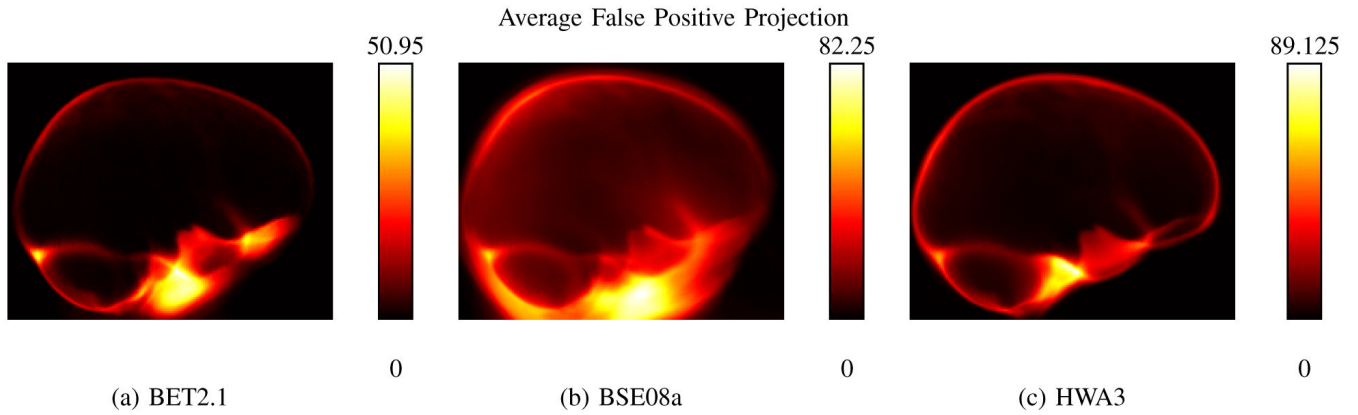 Average False Positive Projection
50.95
82.25
89.125
0
0
0
(a) BET2.1
(b) BSE08a
(c) HWA3